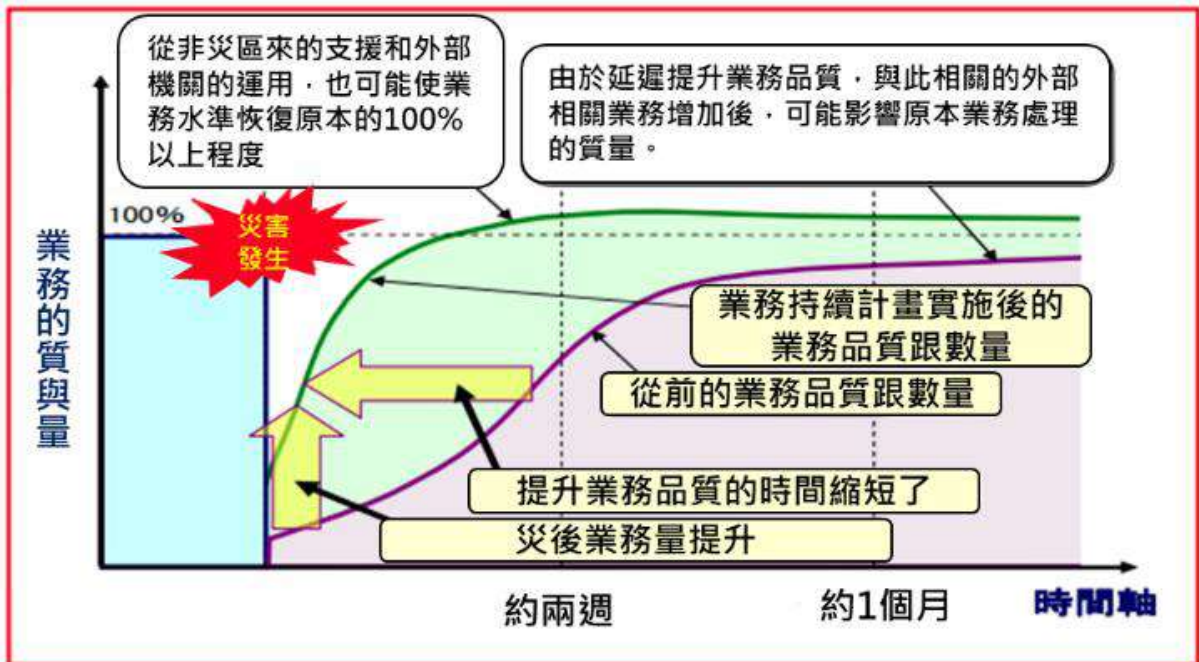 從非災區來的支援和外部
機關的運用，也可能使業
務水準恢復原本的100%
以上程度
由於延遲提升業務品質，與此相關的外部
相關業務增加後，可能影響原本業務處理
的質量。
100%
災害
發生
業務的質與量
業務持續計畫實施後的
業務品質跟數量
從前的業務品質跟數量
提升業務品質的時間縮短了
災後業務量提升
約兩週
約1個月
時間軸